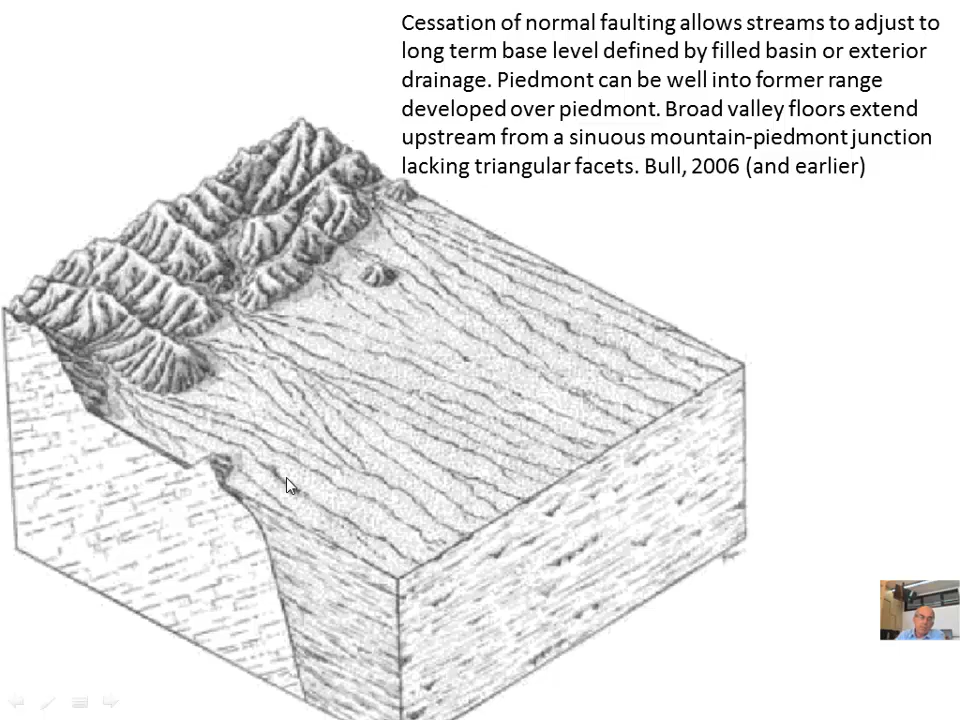 Cessation of normal faulting allows streams to adjust to
long term base level defined by filled basin or exterior
drainage. Piedmont can be well into former range
developed over piedmont. Broad valley floors extend
upstream from a sinuous mountain-piedmont junction
lacking triangular facets. Bull, 2006 (and earlier)